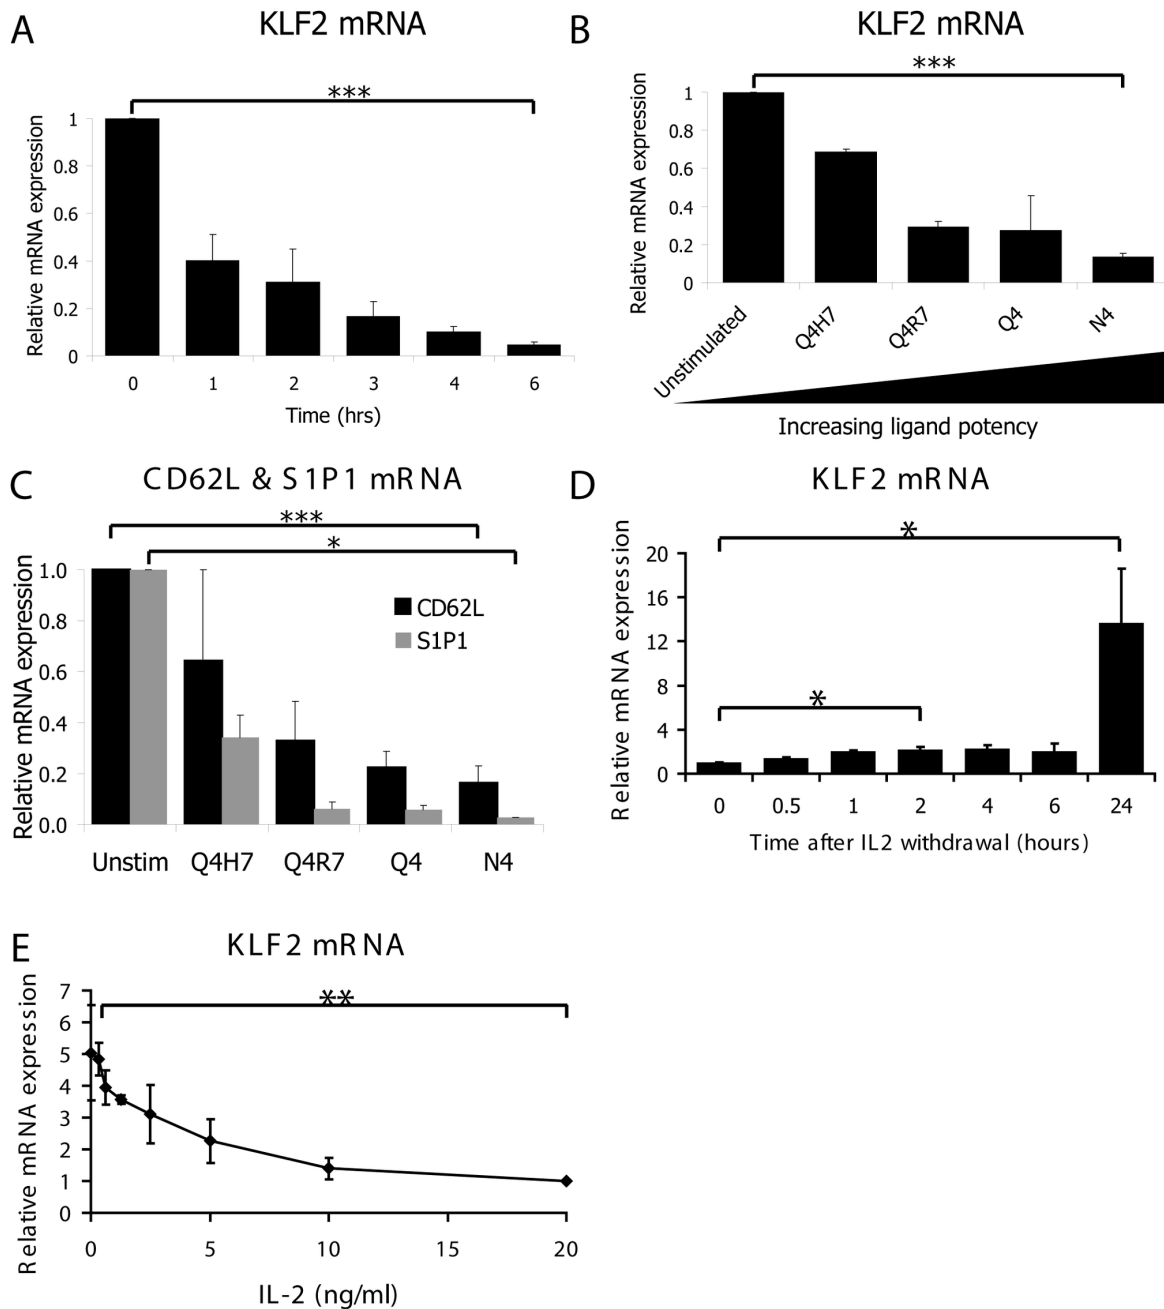 A
KLF2 mRNA
***
Relative mRNA expression
1
0.8
0.6
0.4
0.2
0
0 1 2 3 4 6
Time (hrs)
B
KLF2 mRNA
***
Relative mRNA expression
1
0.8
0.6
0.4
0.2
0
Unstimulated Q4H7 Q4R7 Q4 N4
Increasing ligand potency
C
CD62L & S1P1 mRNA
***
*
Relative mRNA expression
1.0
0.8
0.6
0.4
0.2
0.0
CD62L
S1P1
Unstim Q4H7 Q4R7 Q4 N4
D
KLF2 mRNA
*
*
Relative mRNA expression
20
16
12
8
4
0
0 0.5 1 2 4 6 24
Time after IL2 withdrawal (hours)
E
KLF2 mRNA
**
Relative mRNA expression
7
6
5
4
3
2
1
0
0 5 10 15 20
IL-2 (ng/ml)